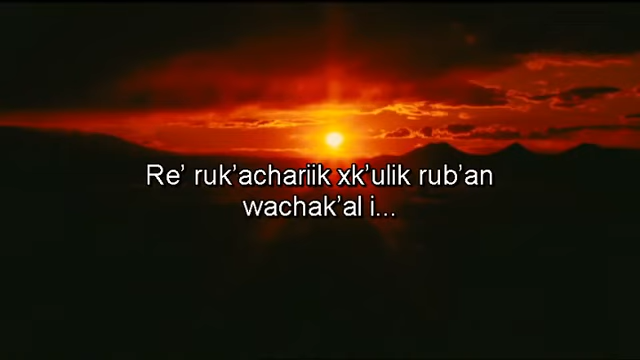 Re’ ruk’achariik xk’ulik rub’an
wachak’al i...